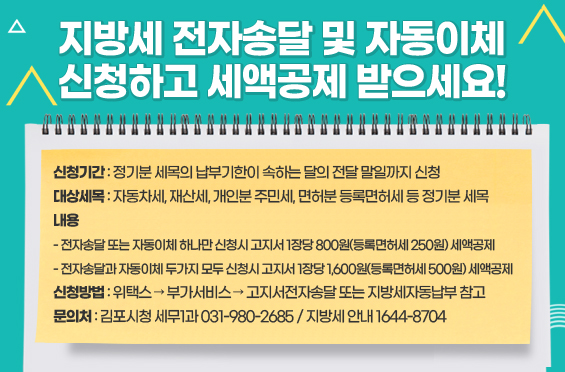 지방세 전자송달 및 자동이체
신청하고 세액공제 받으세요!
신청기간 : 정기분 세목의 납부기한이 속하는 달의 전달 말일까지 신청
대상세목 : 자동차세, 재산세, 개인분 주민세, 면허분 등록면허세 등 정기분 세목
내용
- 전자송달 또는 자동이체 하나만 신청시 고지서 1장당 800원(등록면허세 250원) 세액공제
- 전자송달과 자동이체 두가지 모두 신청시 고지서 1장당 1,600원(등록면허세 500원) 세액공제
신청방법 : 위택스 → 부가서비스 → 고지서전자송달 또는 지방세자동납부 참고
문의처 : 김포시청 세무1과 031-980-2685 / 지방세 안내 1644-8704